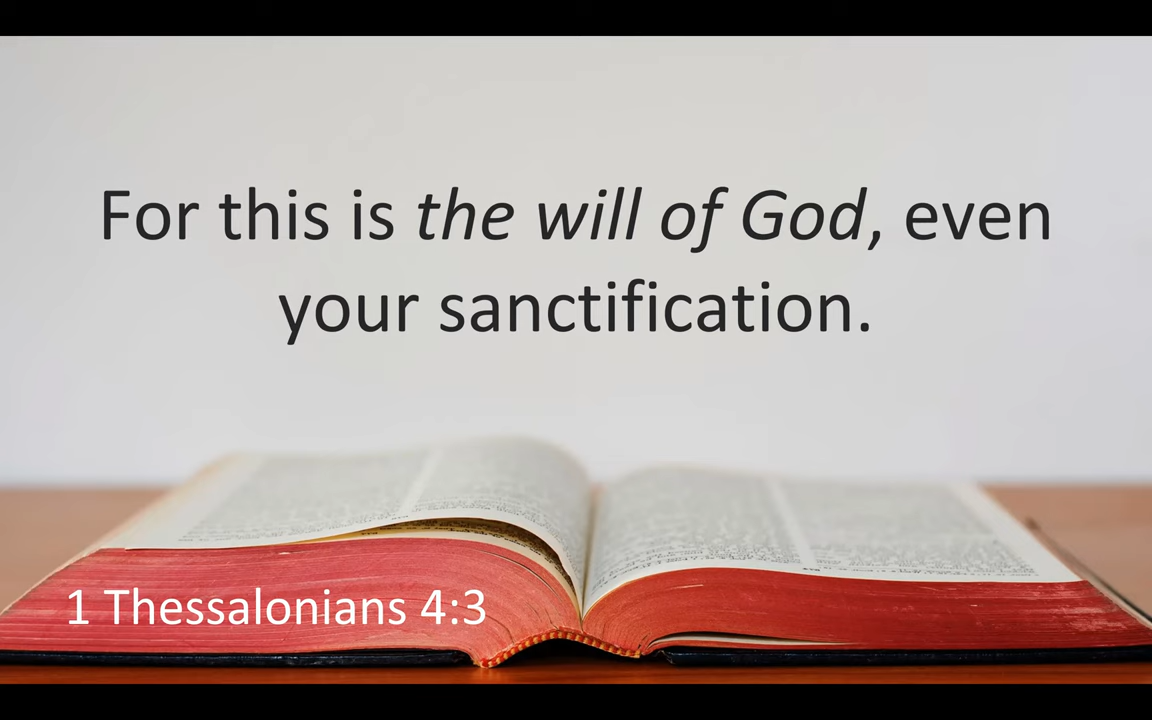 For this is the will of God, even
your sanctification.
1 Thessalonians 4:3